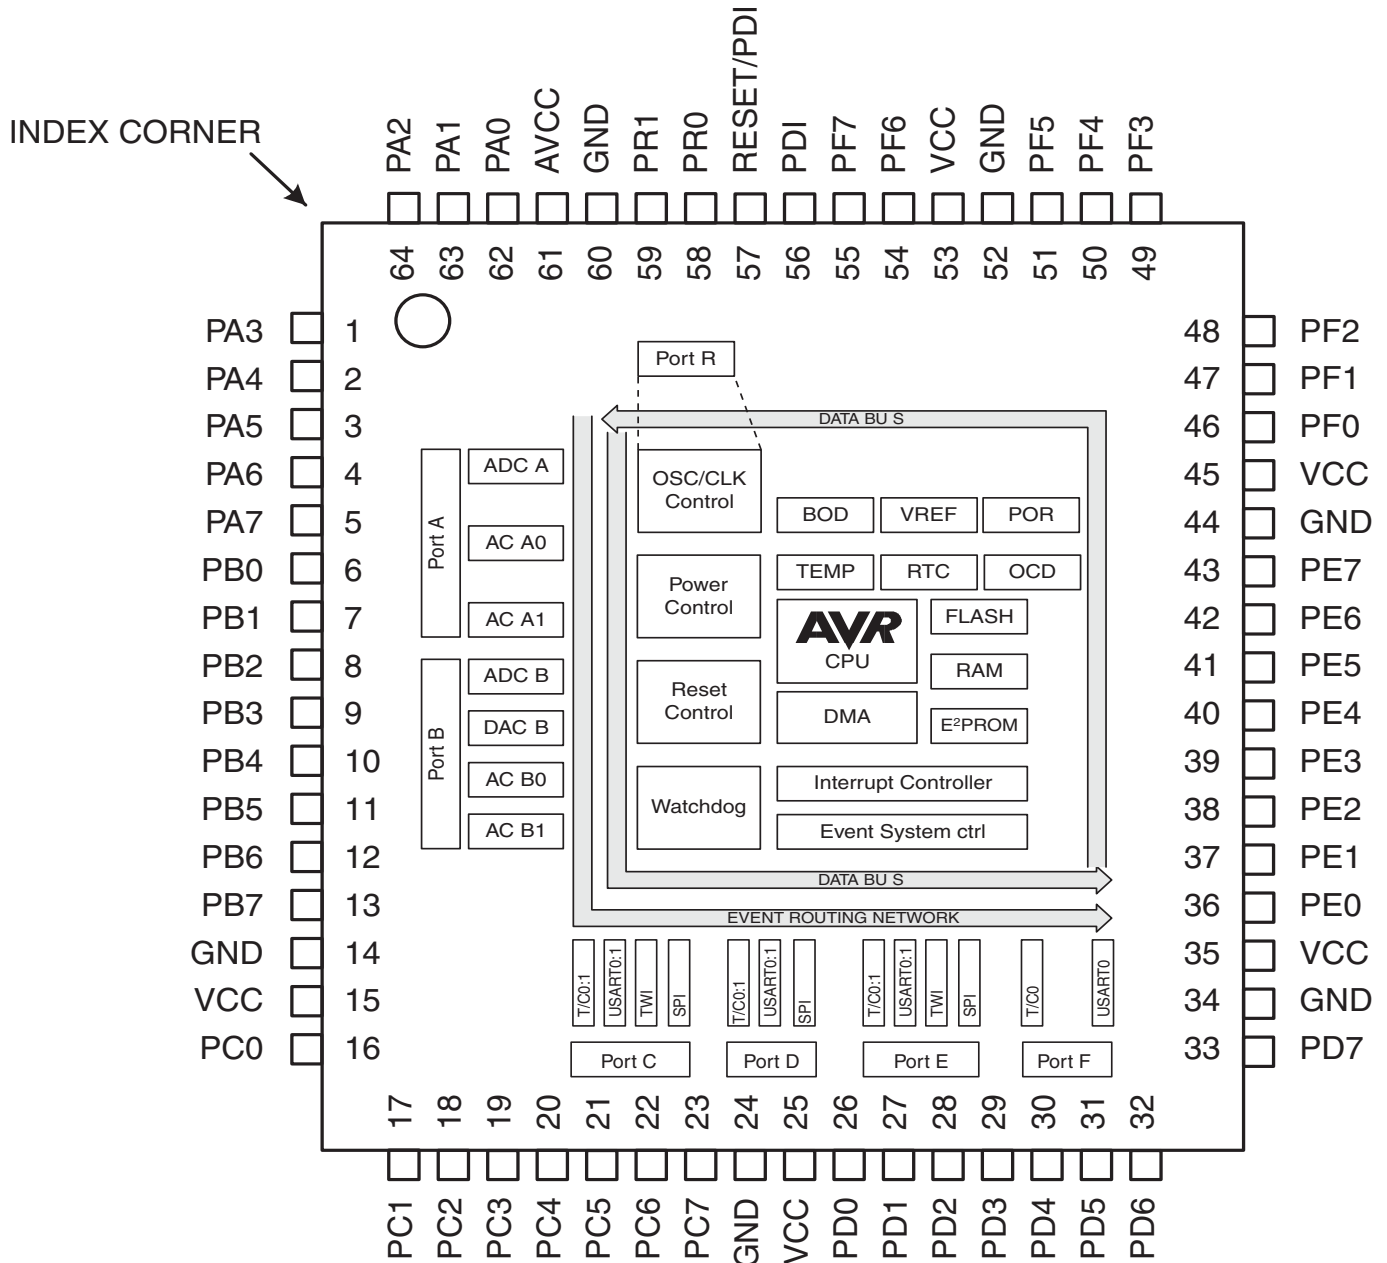 INDEX CORNER
PA2
PA1
PA0
AVCC
GND
PR1
PR0
RESET/PDI
PDI
PF7
PF6
VCC
GND
PF5
PF4
PF3
64
63
62
61
60
59
58
57
56
55
54
53
52
51
50
49
PA3 1
PA4 2
PA5 3
PA6 4
PA7 5
PB0 6
PB1 7
PB2 8
PB3 9
PB4 10
PB5 11
PB6 12
PB7 13
GND 14
VCC 15
PC0 16
Port R
DATA BU S
Port A
ADC A
AC A0
AC A1
Port B
ADC B
DAC B
AC B0
AC B1
OSC/CLK
Control
Power
Control
Reset
Control
Watchdog
BOD
VREF
POR
TEMP
RTC
OCD
AVR
CPU
FLASH
RAM
DMA
E²PROM
Interrupt Controller
Event System ctrl
DATA BU S
EVENT ROUTING NETWORK
T/C0:1
USART0:1
TWI
SPI
T/C0:1
USART0:1
SPI
T/C0:1
USART0:1
TWI
SPI
T/C0
USART0
Port C
Port D
Port E
Port F
48 PF2
47 PF1
46 PF0
45 VCC
44 GND
43 PE7
42 PE6
41 PE5
40 PE4
39 PE3
38 PE2
37 PE1
36 PE0
35 VCC
34 GND
33 PD7
17
18
19
20
21
22
23
24
25
26
27
28
29
30
31
32
PC1
PC2
PC3
PC4
PC5
PC6
PC7
GND
VCC
PD0
PD1
PD2
PD3
PD4
PD5
PD6